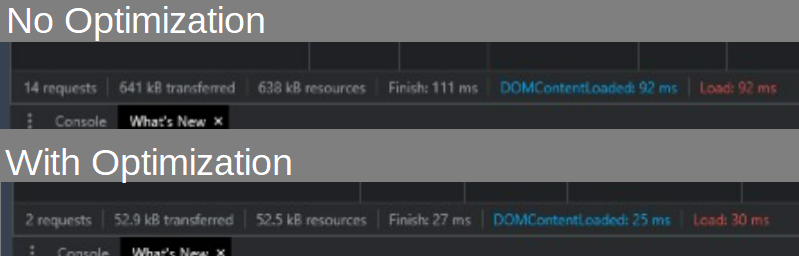 No Optimization
14 requests 641 kB transferred 638 kB resources Finish: 111 ms DOMContentLoaded: 92 ms Load: 92 ms
Console What's New ×
With Optimization
2 requests 52.9 kB transferred 52.5 kB resources Finish: 27 ms DOMContentLoaded: 25 ms Load: 30 ms
Console What's New ×